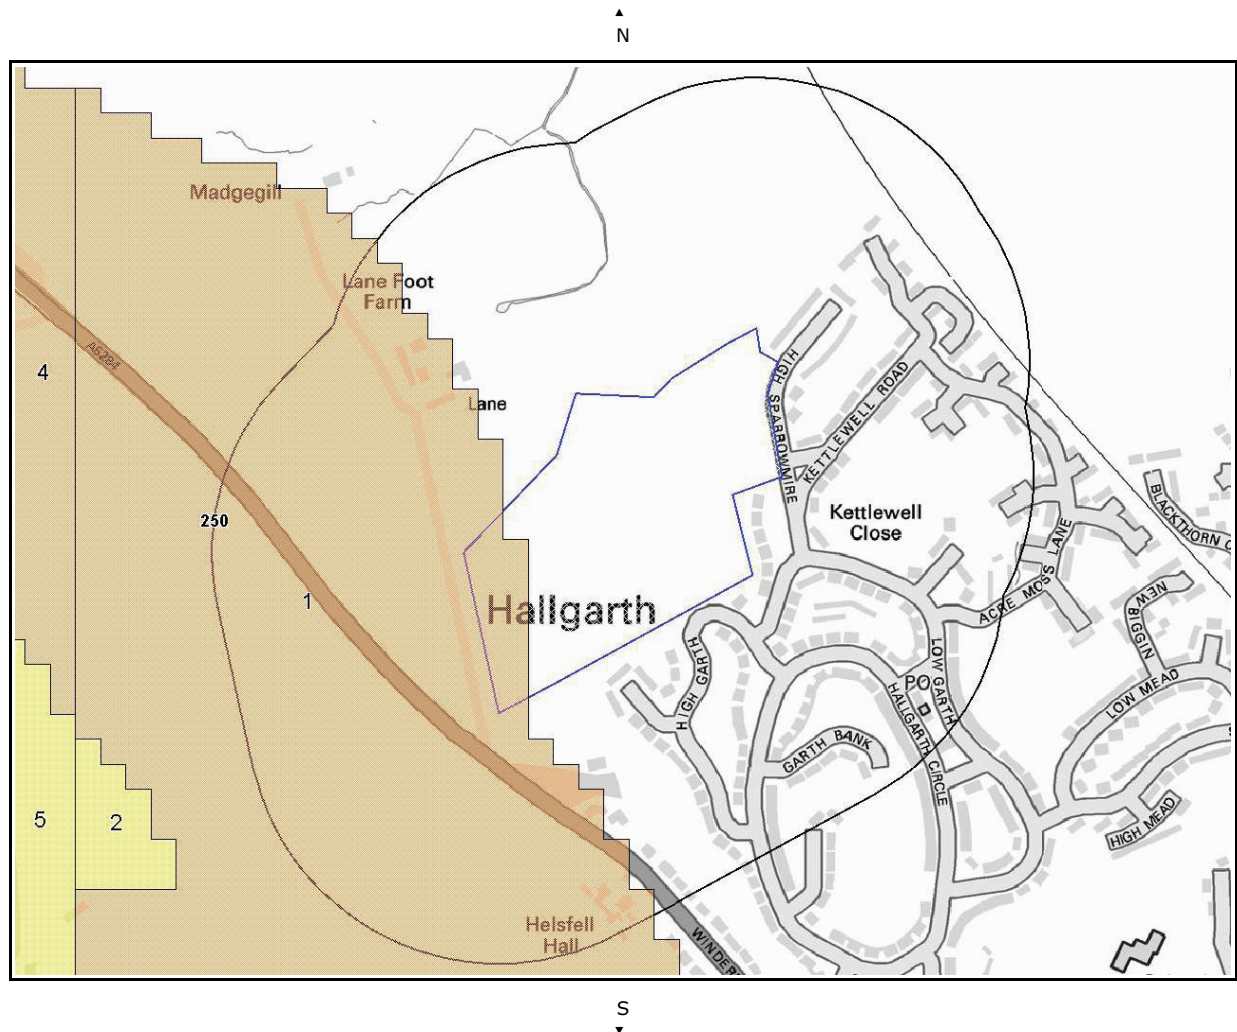 ▲
N
Madgegill
Lane Foot
Farm
A5284
4
Lane
HIGH SPARROWMIRE
KETTLEWELL ROAD
BLACKTHORN C
250
Kettlewell
Close
ACRE MOSS LANE
NEW BIGGIN
1
Hallgarth
HIGH GARTH
LOW GARTH
PO
LOW MEAD
HALLGARTH CIRCLE
GARTH BANK
HIGH MEAD
5
2
Helsfell
Hall
WINDER
S
▼